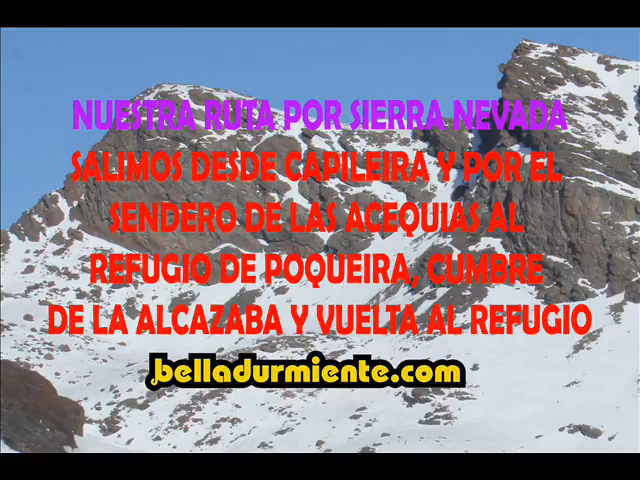 NUESTRA RUTA POR SIERRA NEVADA
SALIMOS DESDE CAPILEIRA Y POR EL
SENDERO DE LAS ACEQUIAS AL
REFUGIO DE POQUEIRA, CUMBRE
DE LA ALCAZABA Y VUELTA AL REFUGIO
belladurmiente.com